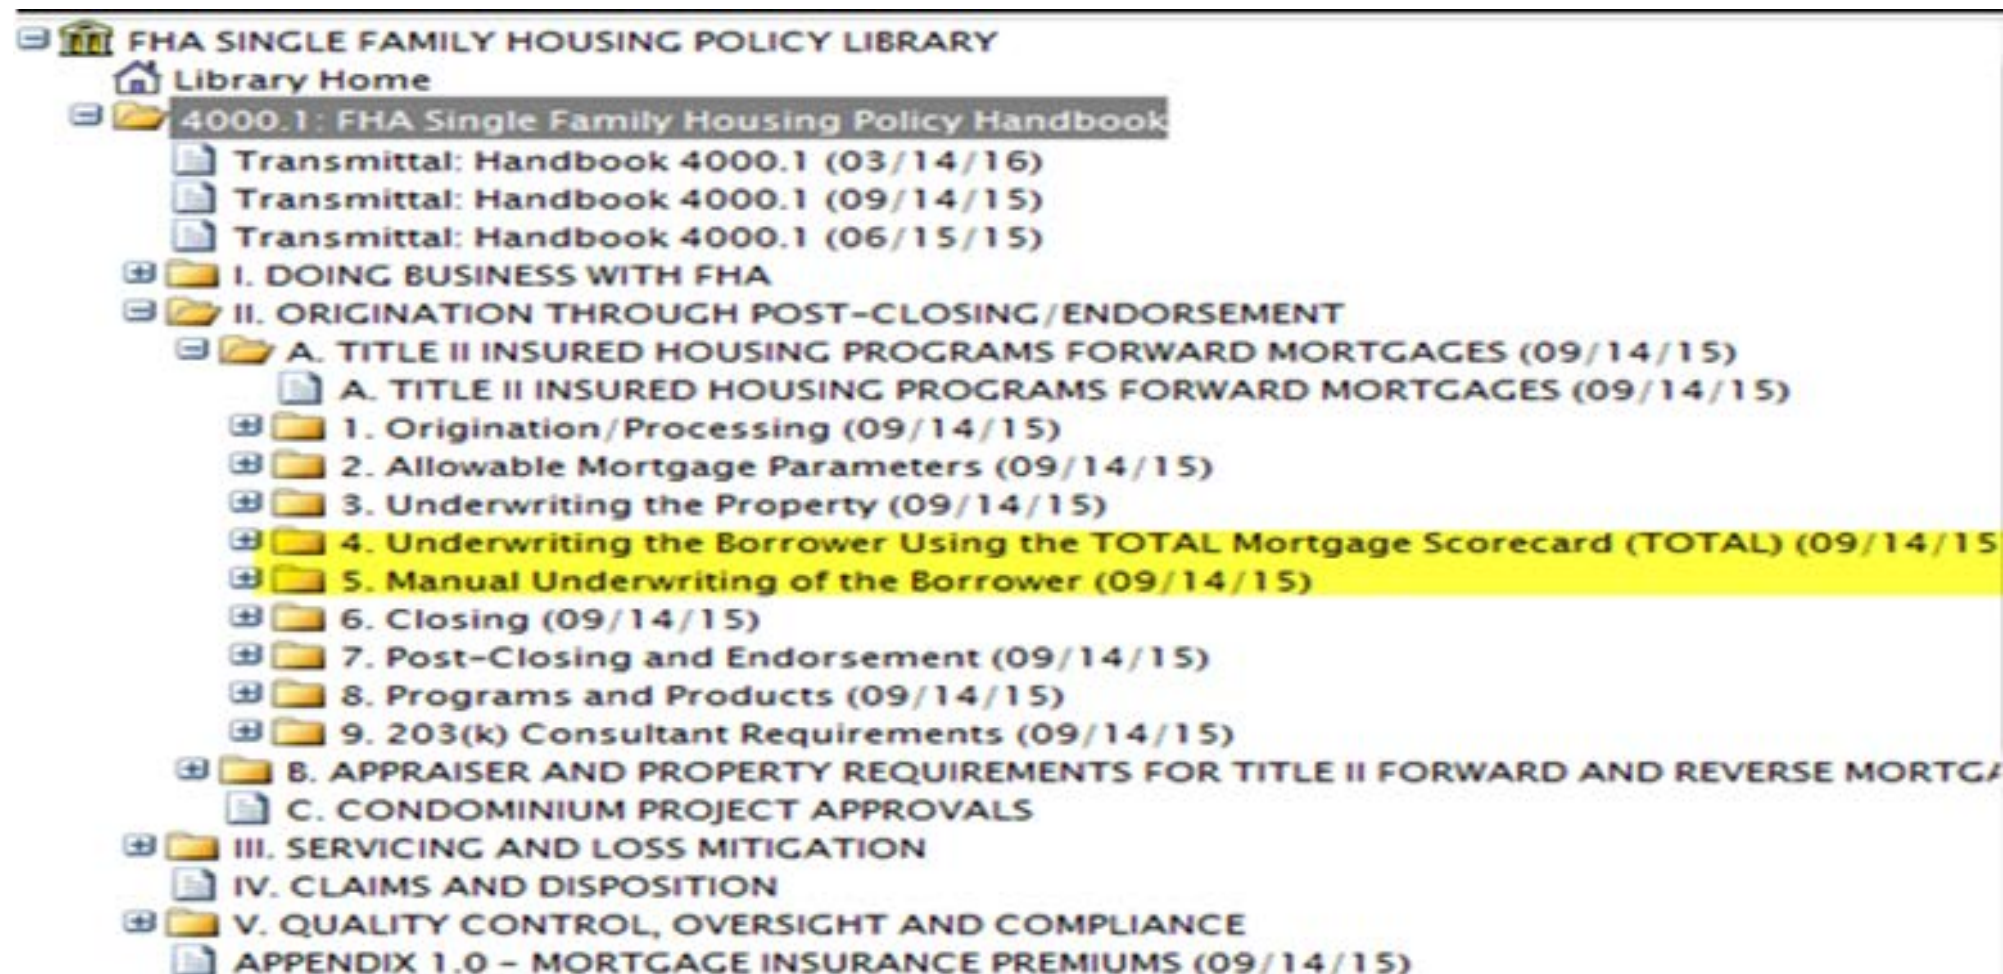 FHA SINGLE FAMILY HOUSING POLICY LIBRARY
Library Home
4000.1: FHA Single Family Housing Policy Handbook
Transmittal: Handbook 4000.1 (03/14/16)
Transmittal: Handbook 4000.1 (09/14/15)
Transmittal: Handbook 4000.1 (06/15/15)
I. DOING BUSINESS WITH FHA
II. ORIGINATION THROUGH POST-CLOSING/ENDORSEMENT
A. TITLE II INSURED HOUSING PROGRAMS FORWARD MORTGAGES (09/14/15)
A. TITLE II INSURED HOUSING PROGRAMS FORWARD MORTGAGES (09/14/15)
1. Origination/Processing (09/14/15)
2. Allowable Mortgage Parameters (09/14/15)
3. Underwriting the Property (09/14/15)
4. Underwriting the Borrower Using the TOTAL Mortgage Scorecard (TOTAL) (09/14/15
5. Manual Underwriting of the Borrower (09/14/15)
6. Closing (09/14/15)
7. Post-Closing and Endorsement (09/14/15)
8. Programs and Products (09/14/15)
9. 203(k) Consultant Requirements (09/14/15)
B. APPRAISER AND PROPERTY REQUIREMENTS FOR TITLE II FORWARD AND REVERSE MORTGA
C. CONDOMINIUM PROJECT APPROVALS
III. SERVICING AND LOSS MITIGATION
IV. CLAIMS AND DISPOSITION
V. QUALITY CONTROL, OVERSIGHT AND COMPLIANCE
APPENDIX 1.0 – MORTGAGE INSURANCE PREMIUMS (09/14/15)